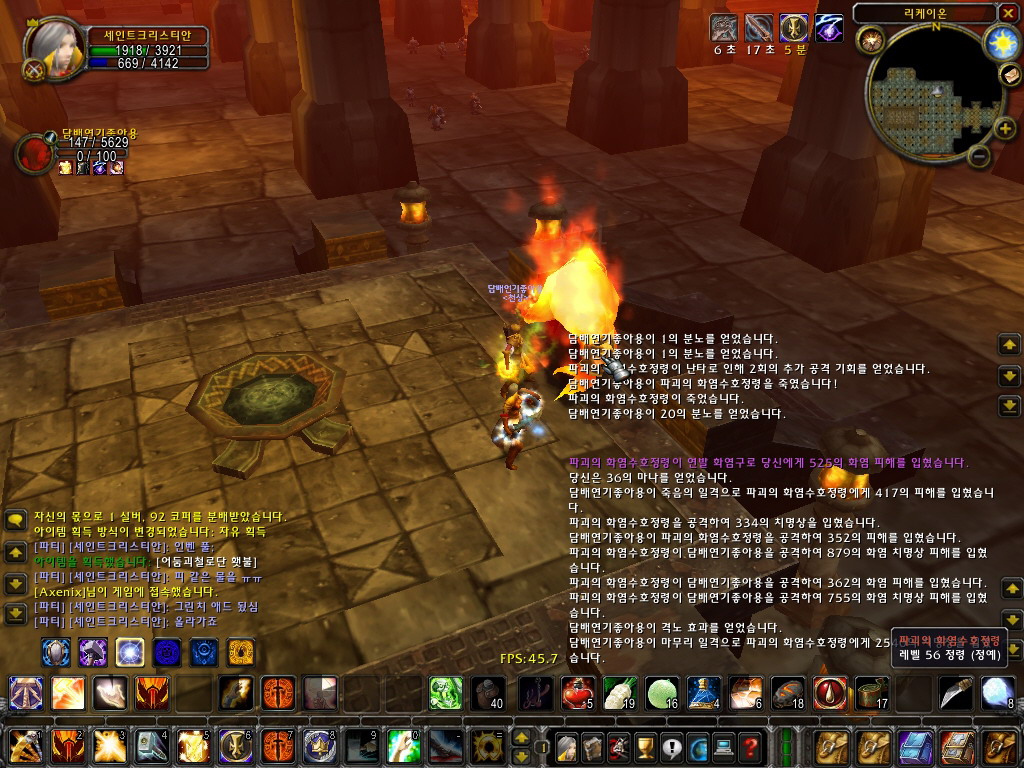 세인트크리스티안
1918 / 3921
669 / 4142
담배연기좋아용
147 / 5629
0 / 100
6 초 17 초 5 분
리케이온
N
<천상>
담배연기좋아용이 1의 분노를 얻었습니다.
담배연기좋아용이 1의 분노를 얻었습니다.
파괴의 화염수호정령이 난타로 인해 2회의 추가 공격 기회를 얻었습니다.
담배연기좋아용이 파괴의 화염수호정령을 죽였습니다!
파괴의 화염수호정령이 죽었습니다.
담배연기좋아용이 20의 분노를 얻었습니다.
파괴의 화염수호정령이 연발 화염구로 당신에게 525의 화염 피해를 입혔습니다.
당신은 36의 마나를 얻었습니다.
담배연기좋아용이 죽음의 일격으로 파괴의 화염수호정령에게 417의 피해를 입혔습니
다.
파괴의 화염수호정령을 공격하여 334의 치명상을 입혔습니다.
담배연기좋아용이 파괴의 화염수호정령을 공격하여 352의 피해를 입혔습니다.
파괴의 화염수호정령이 담배연기좋아용을 공격하여 879의 화염 치명상 피해를 입혔
습니다.
파괴의 화염수호정령이 담배연기좋아용을 공격하여 362의 화염 피해를 입혔습니다.
파괴의 화염수호정령이 담배연기좋아용을 공격하여 755의 화염 치명상 피해를 입혔
습니다.
담배연기좋아용이 격노 효과를 얻었습니다.
담배연기좋아용이 마무리 일격으로 파괴의 화염수호정령에게
습니다.
자신의 몫으로 1 실버, 92 코퍼를 분배받았습니다.
아이템 획득 방식이 변경되었습니다: 자유 획득
[파티] [세인트크리스티안]: 인벤 풀;
아이템을 획득했습니다: [어둠괴철로단 횃불]
[파티] [세인트크리스티안]: 피 같은 물을 ㅠㅠ
[Axenix]님이 게임에 접속했습니다.
[파티] [세인트크리스티안]: 그린치 애드 됬심
[파티] [세인트크리스티안]: 올라가죠
FPS:45.7
파괴의 화염수호정령
레벨 56 정령 (정예)
40 5 19 16 4 6 18 17 8
1 2 3 4 5 6 7 8 9 0 - =
1